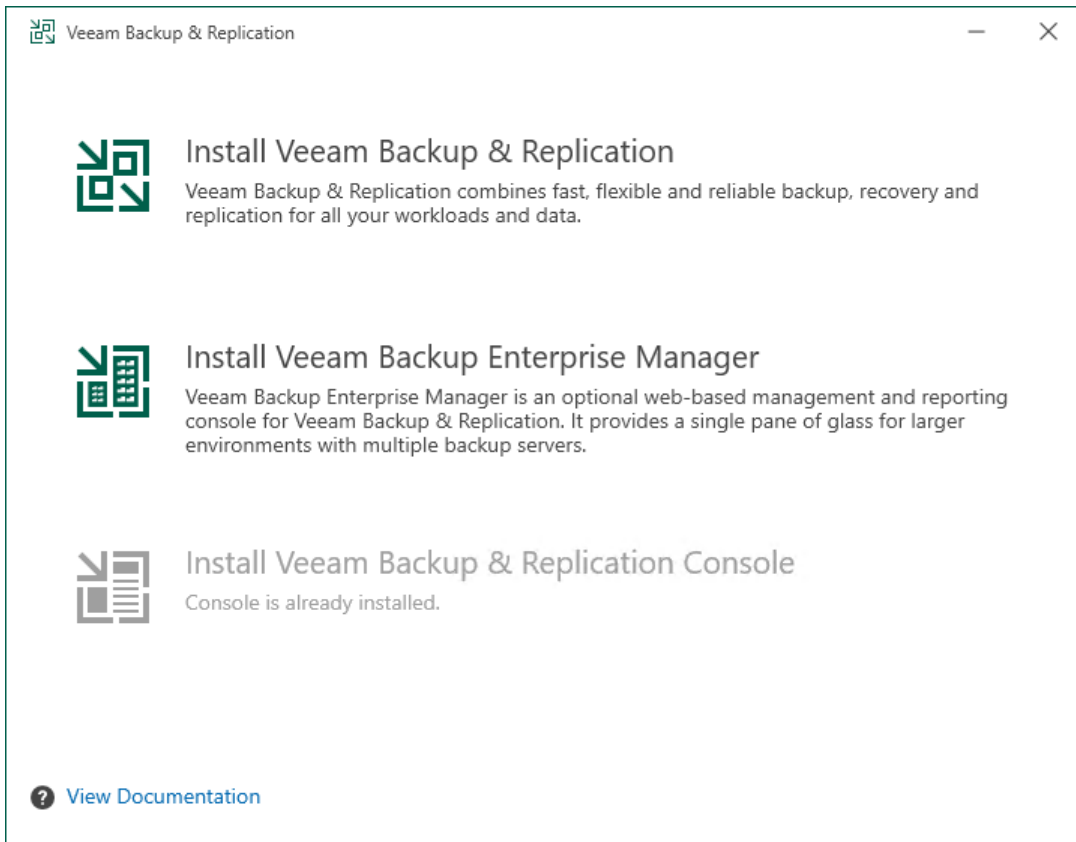 Veeam Backup & Replication
Install Veeam Backup & Replication
Veeam Backup & Replication combines fast, flexible and reliable backup, recovery and
replication for all your workloads and data.
Install Veeam Backup Enterprise Manager
Veeam Backup Enterprise Manager is an optional web-based management and reporting
console for Veeam Backup & Replication. It provides a single pane of glass for larger
environments with multiple backup servers.
Install Veeam Backup & Replication Console
Console is already installed.
? View Documentation